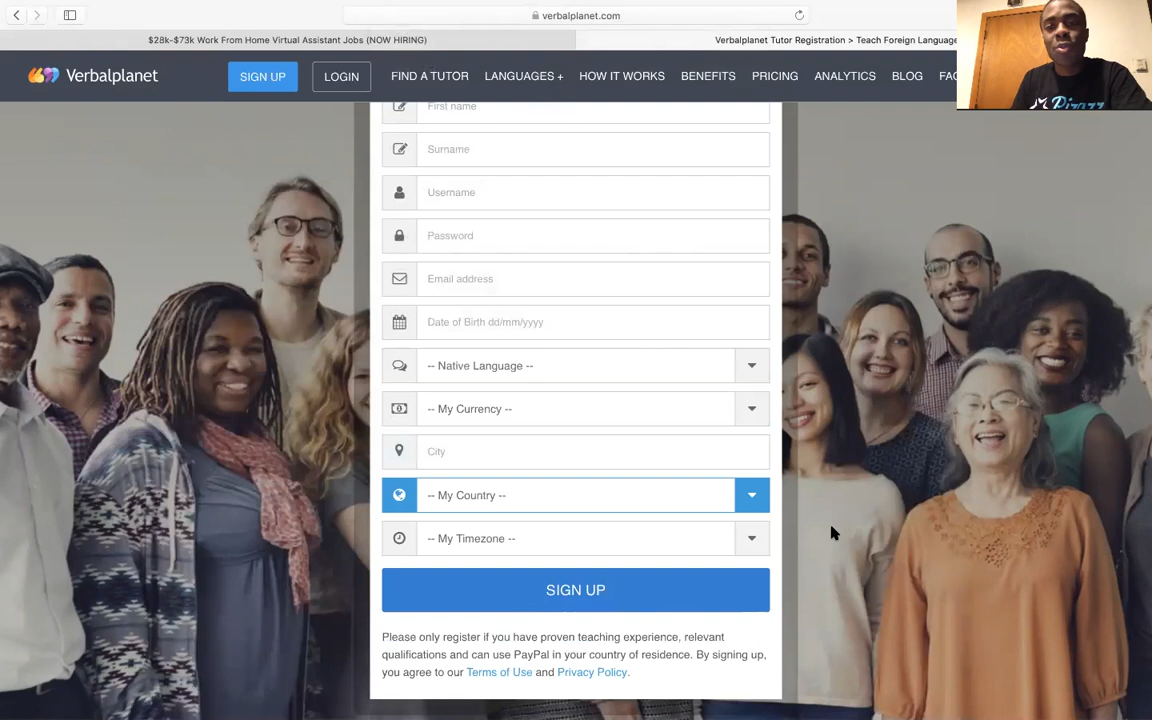 verbalplanet.com
$28k-$73k Work From Home Virtual Assistant Jobs (NOW HIRING)
Verbalplanet Tutor Registration > Teach Foreign Language
Verbalplanet
SIGN UP
LOGIN
FIND A TUTOR
LANGUAGES +
HOW IT WORKS
BENEFITS
PRICING
ANALYTICS
BLOG
First name
Surname
Username
Password
Email address
Date of Birth dd/mm/yyyy
-- Native Language --
-- My Currency --
City
-- My Country --
-- My Timezone --
SIGN UP
Please only register if you have proven teaching experience, relevant
qualifications and can use PayPal in your country of residence. By signing up,
you agree to our Terms of Use and Privacy Policy.